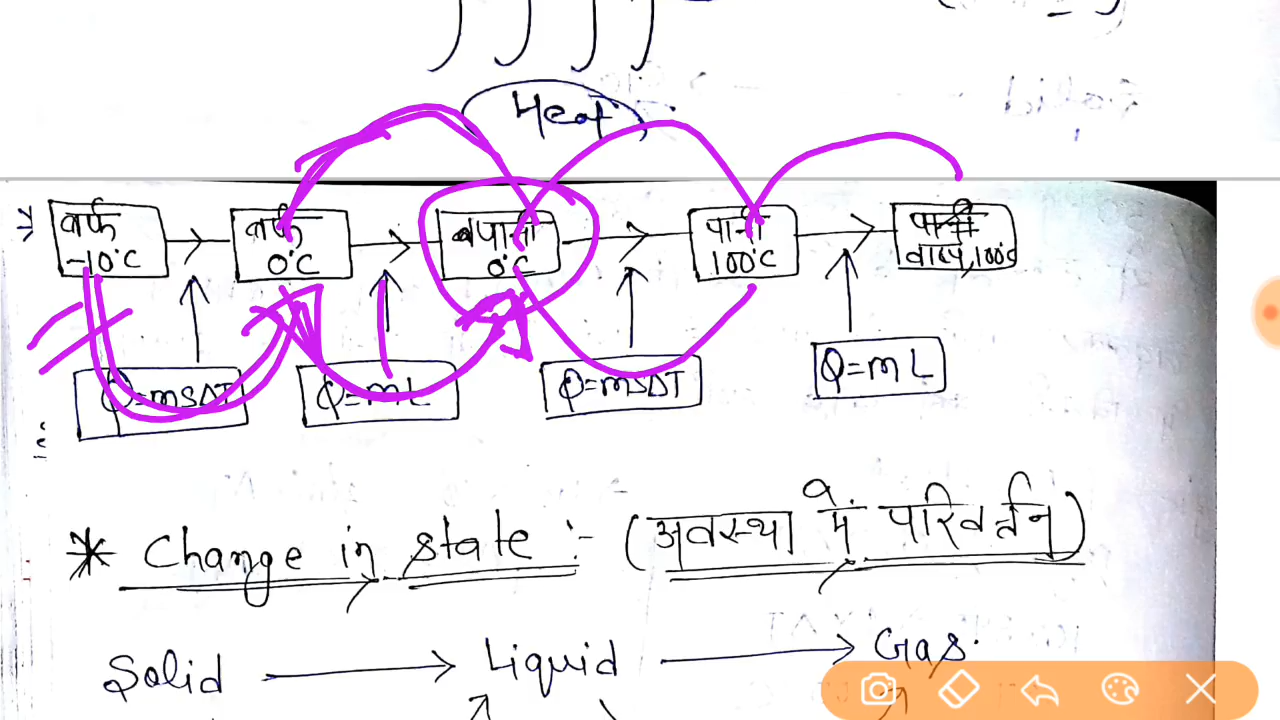 Heat
बर्फ -10°C
बर्फ 0°C
पानी 0°C
पानी 100°C
वाष्प, 100°C
Q=mSΔT
Q=mL
Q=mSΔT
Q=mL
* Change in state :- (अवस्था में परिवर्तन)
Solid → Liquid → Gas